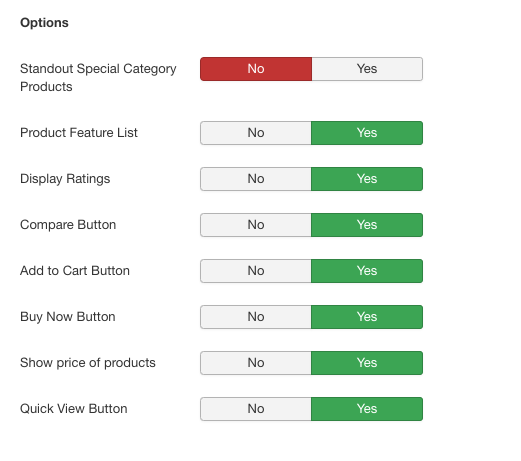 Options
Standout Special Category
Products
No Yes
Product Feature List No Yes
Display Ratings No Yes
Compare Button No Yes
Add to Cart Button No Yes
Buy Now Button No Yes
Show price of products No Yes
Quick View Button No Yes